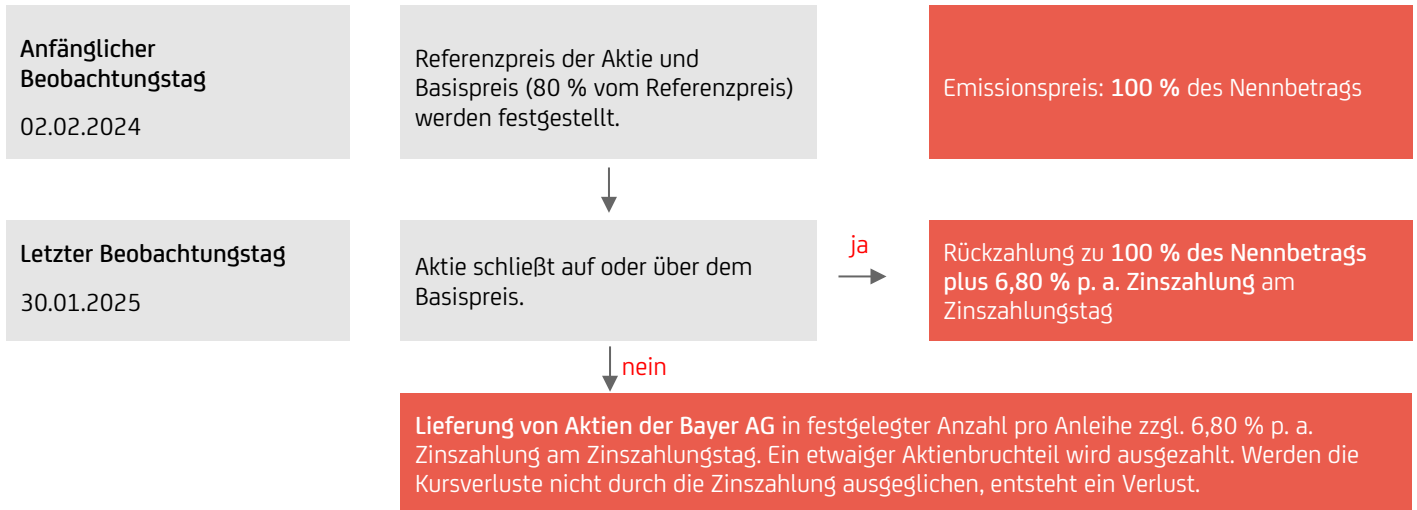 Anfänglicher
Beobachtungstag
02.02.2024
Referenzpreis der Aktie und
Basispreis (80 % vom Referenzpreis)
werden festgestellt.
Emissionspreis: 100 % des Nennbetrags
Letzter Beobachtungstag
30.01.2025
Aktie schließt auf oder über dem
Basispreis.
ja
Rückzahlung zu 100 % des Nennbetrags
plus 6,80 % p. a. Zinszahlung am
Zinszahlungstag
nein
Lieferung von Aktien der Bayer AG in festgelegter Anzahl pro Anleihe zzgl. 6,80 % p. a.
Zinszahlung am Zinszahlungstag. Ein etwaiger Aktienbruchteil wird ausgezahlt. Werden die
Kursverluste nicht durch die Zinszahlung ausgeglichen, entsteht ein Verlust.